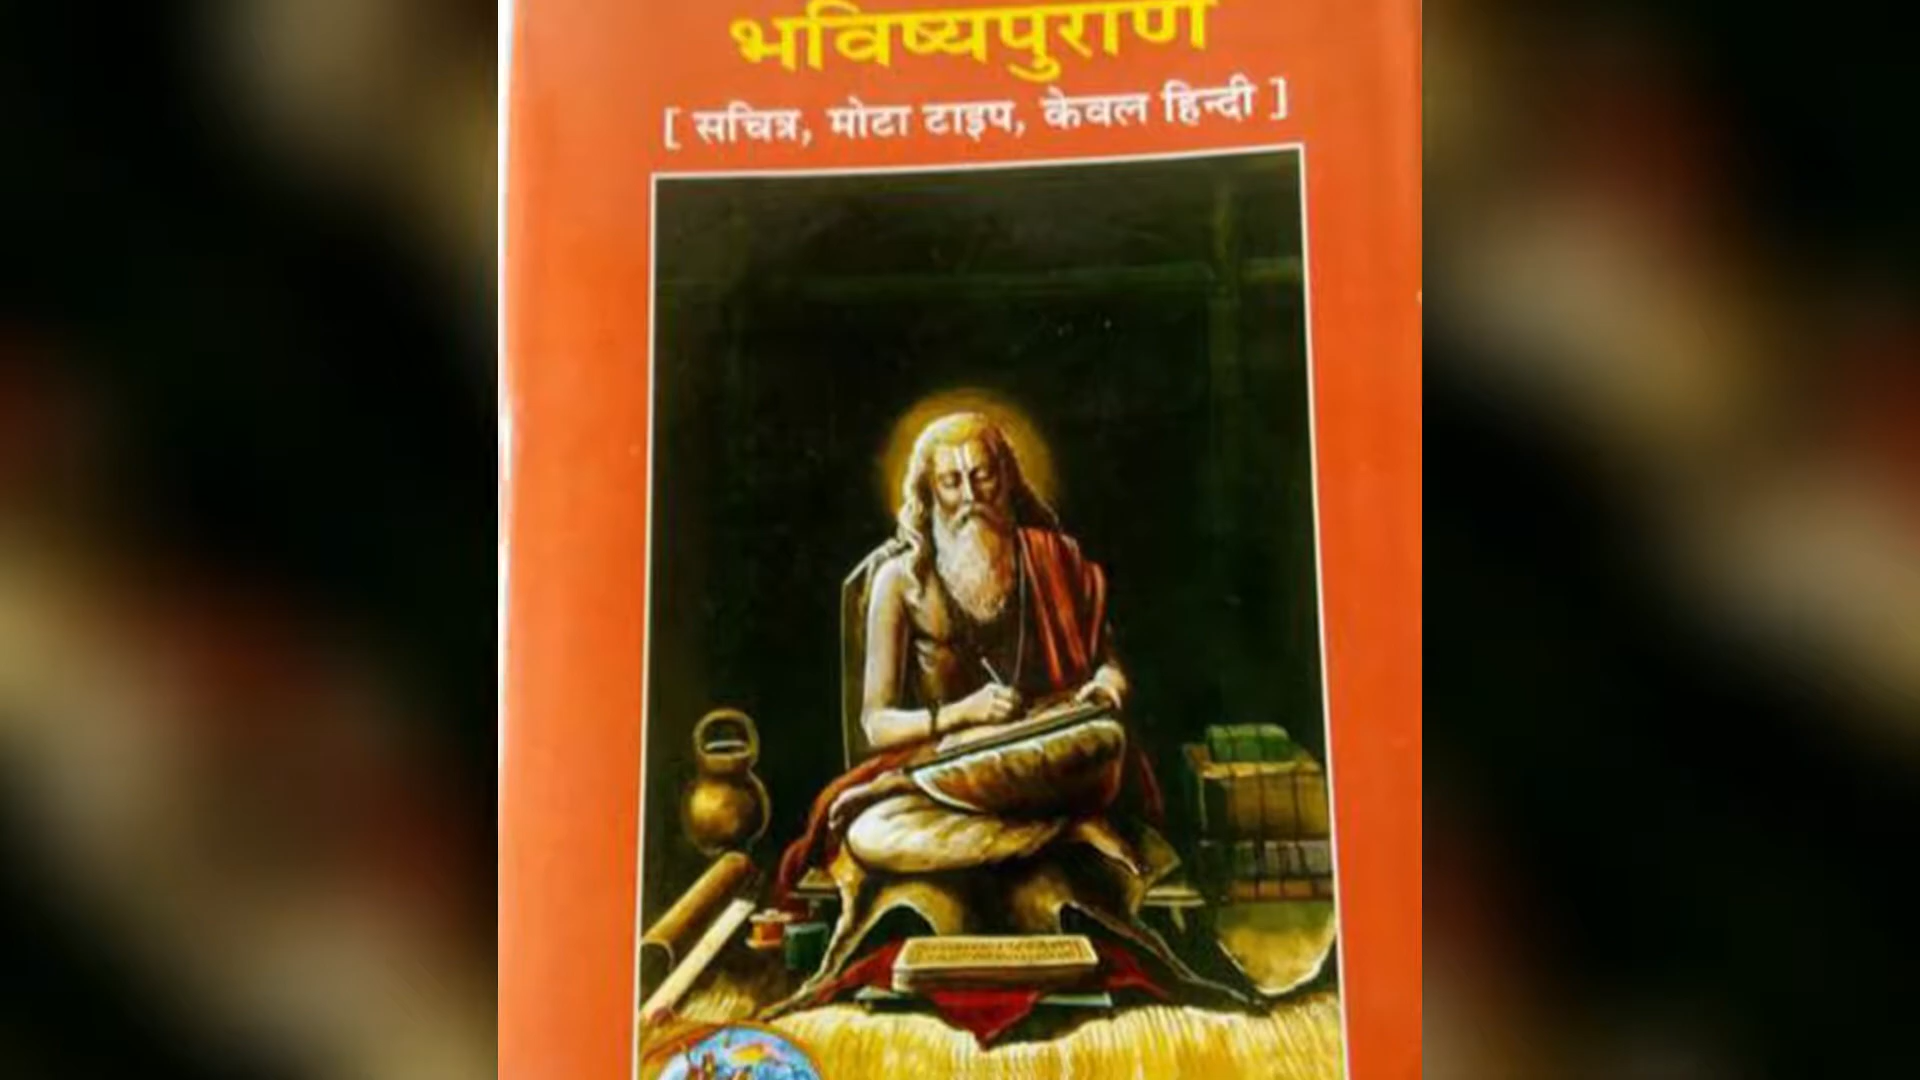 भविष्यपुराण
[ सचित्र, मोटा टाइप, केवल हिन्दी ]